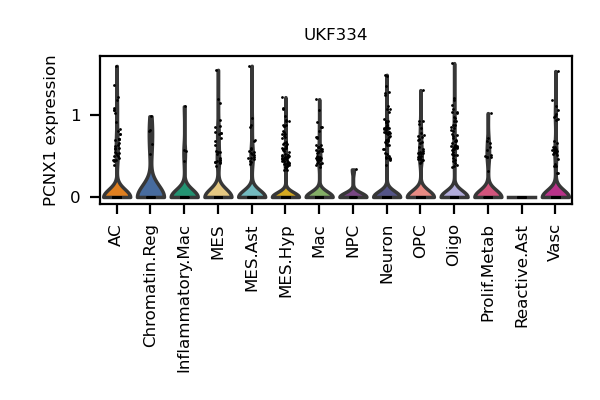 UKF334
PCNX1 expression
1
0
AC
Chromatin.Reg
Inflammatory.Mac
MES
MES.Ast
MES.Hyp
Mac
NPC
Neuron
OPC
Oligo
Prolif.Metab
Reactive.Ast
Vasc